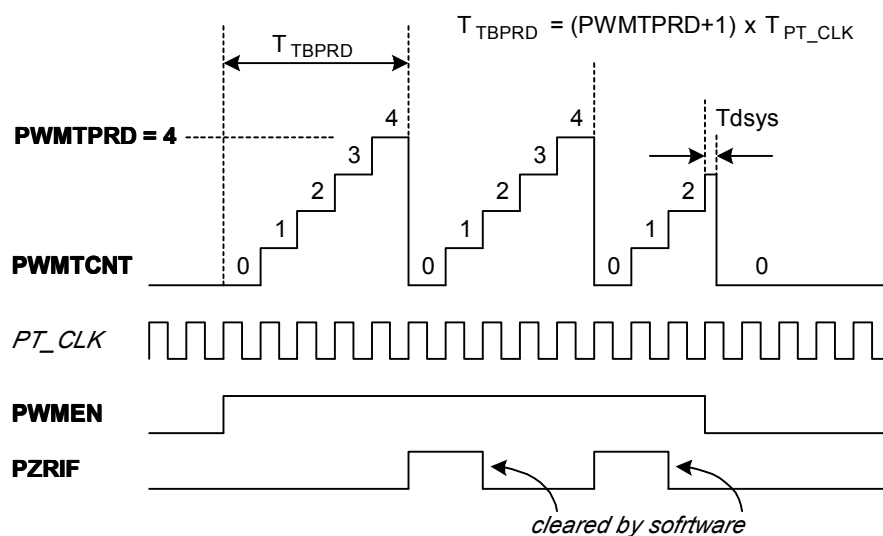 T TBPRD = (PWMTPRD+1) x T PT_CLK
T TBPRD
4 4
PWMTPRD = 4
Tdsys
3 3
2 2 2
1 1 1
PWMTCNT
0 0 0 0
PT_CLK
PWMEN
PZRIF
cleared by sofrtware